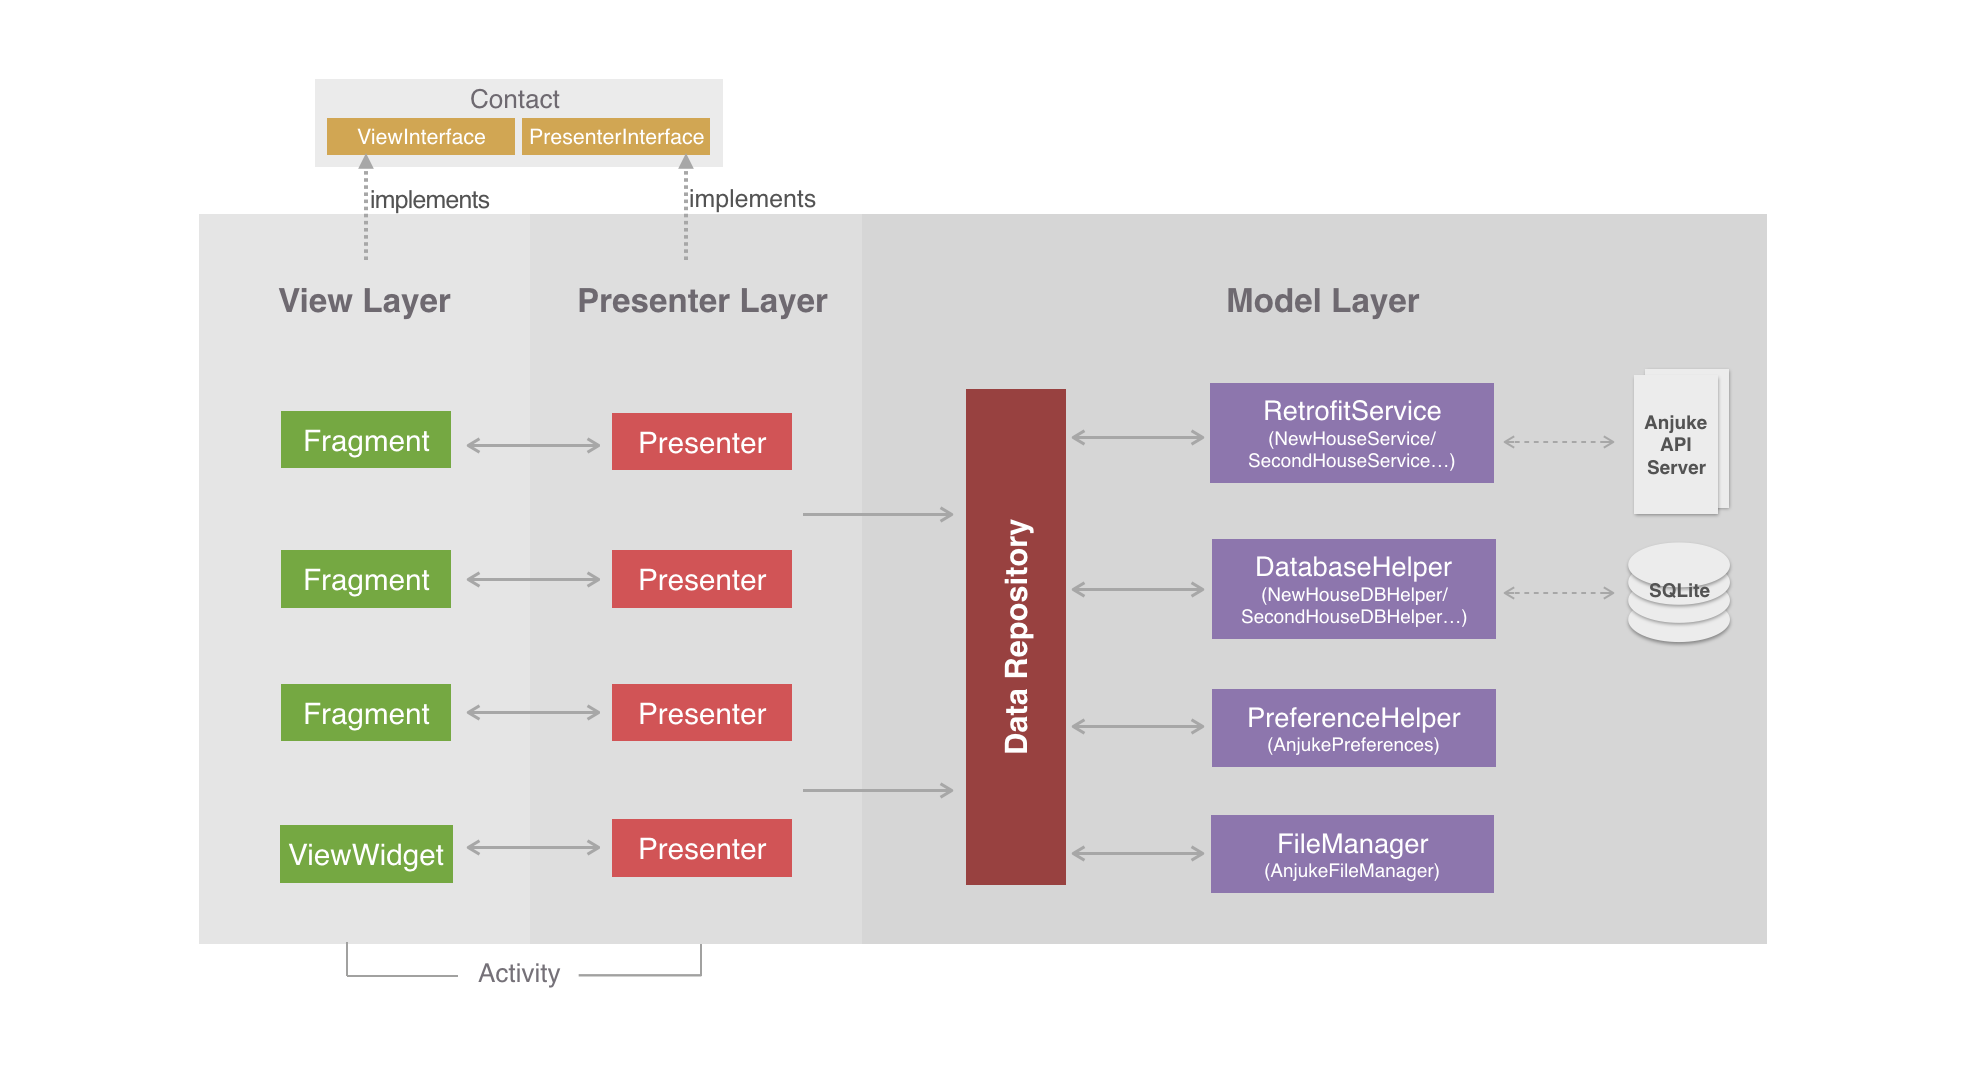 Contact
ViewInterface
PresenterInterface
implements
implements
View Layer
Presenter Layer
Model Layer
Fragment
Presenter
Fragment
Presenter
Fragment
Presenter
ViewWidget
Presenter
Data Repository
RetrofitService
(NewHouseService/
SecondHouseService...)
Anjuke
API
Server
DatabaseHelper
(NewHouseDBHelper/
SecondHouseDBHelper...)
SQLite
PreferenceHelper
(AnjukePreferences)
FileManager
(AnjukeFileManager)
Activity